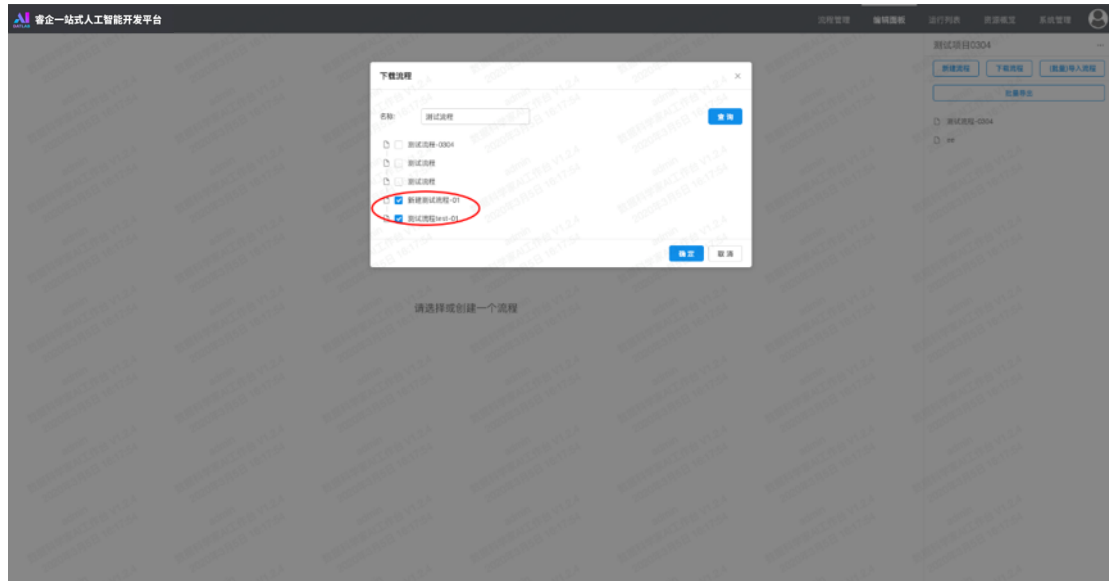 睿企一站式人工智能开发平台
流程管理 编辑面板 运行列表 资源概览 系统管理
测试项目0304
新建流程 下载流程 (批量)导入流程
批量导出
测试流程-0304
下载流程
名称: 测试流程 查询
测试流程-0304
测试流程
测试流程
新建测试流程-01
测试流程test-01
确定 取消
请选择或创建一个流程